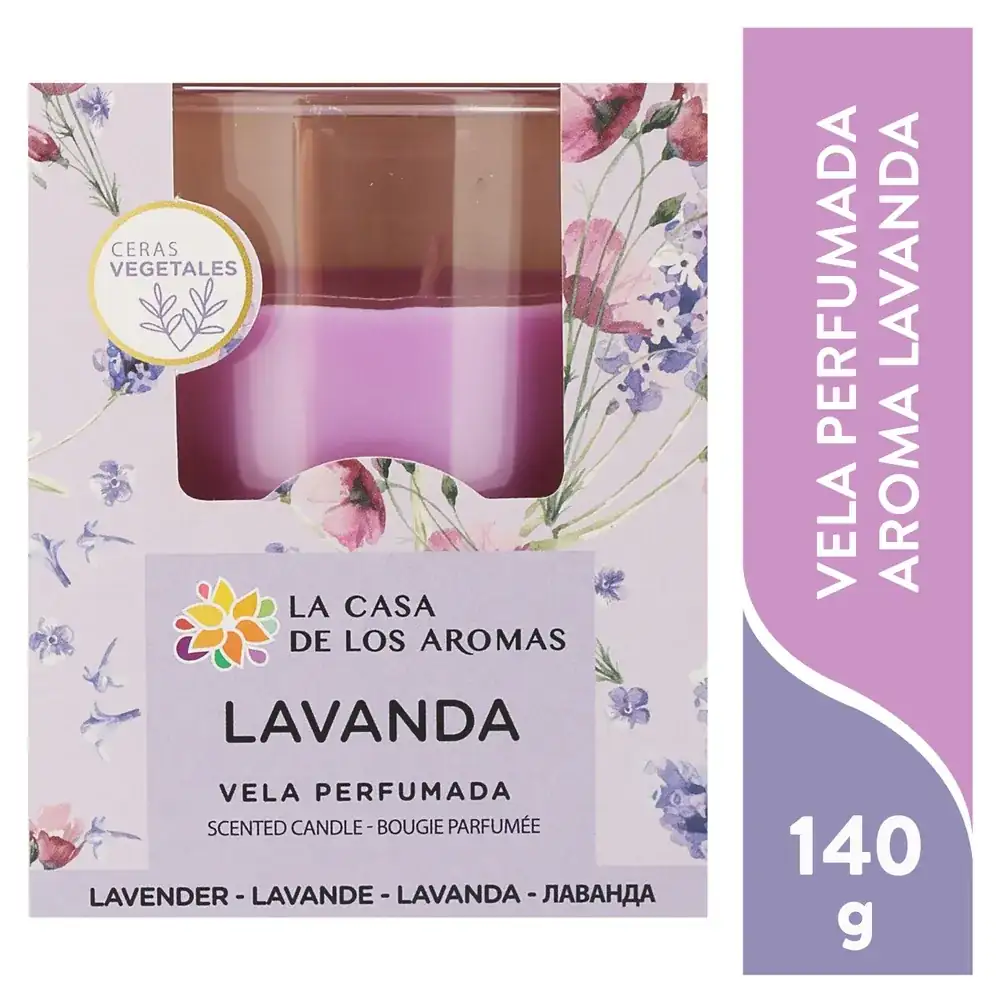 CERAS
VEGETALES
LA CASA
DE LOS AROMAS
LAVANDA
VELA PERFUMADA
SCENTED CANDLE - BOUGIE PARFUMÉE
LAVENDER - LAVANDE - LAVANDA - ЛАВАНДА
VELA PERFUMADA
AROMA LAVANDA
140
g